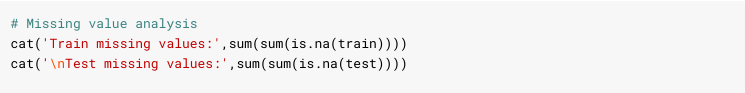 # Missing value analysis
cat('Train missing values:',sum(sum(is.na(train))))
cat('\nTest missing values:',sum(sum(is.na(test))))